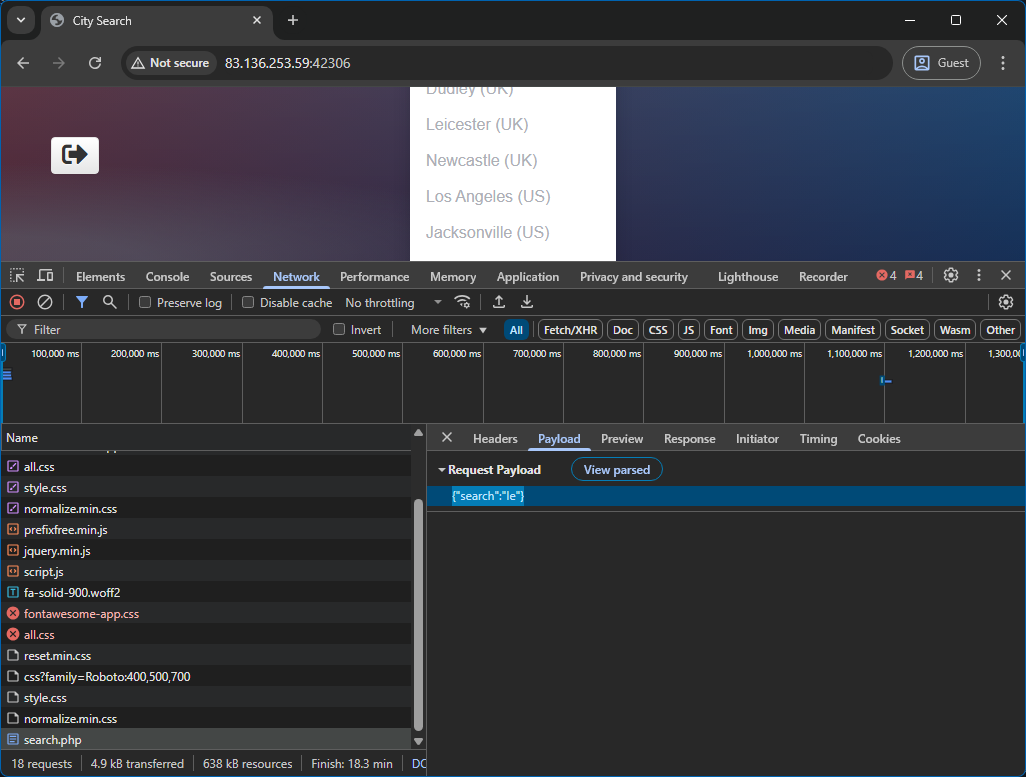 City Search
Not secure 83.136.253.59:42306 Guest
Dudley (UK)
Leicester (UK)
Newcastle (UK)
Los Angeles (US)
Jacksonville (US)
Elements Console Sources Network Performance Memory Application Privacy and security Lighthouse Recorder 4 4
Preserve log Disable cache No throttling
Filter Invert More filters All Fetch/XHR Doc CSS JS Font Img Media Manifest Socket Wasm Other
100,000 ms 200,000 ms 300,000 ms 400,000 ms 500,000 ms 600,000 ms 700,000 ms 800,000 ms 900,000 ms 1,000,000 ms 1,100,000 ms 1,200,000 ms 1,300,0
Name
all.css
style.css
normalize.min.css
prefixfree.min.js
jquery.min.js
script.js
fa-solid-900.woff2
fontawesome-app.css
all.css
reset.min.css
css?family=Roboto:400,500,700
style.css
normalize.min.css
search.php
18 requests 4.9 kB transferred 638 kB resources Finish: 18.3 min DC
Headers Payload Preview Response Initiator Timing Cookies
Request Payload View parsed
{"search":"le"}